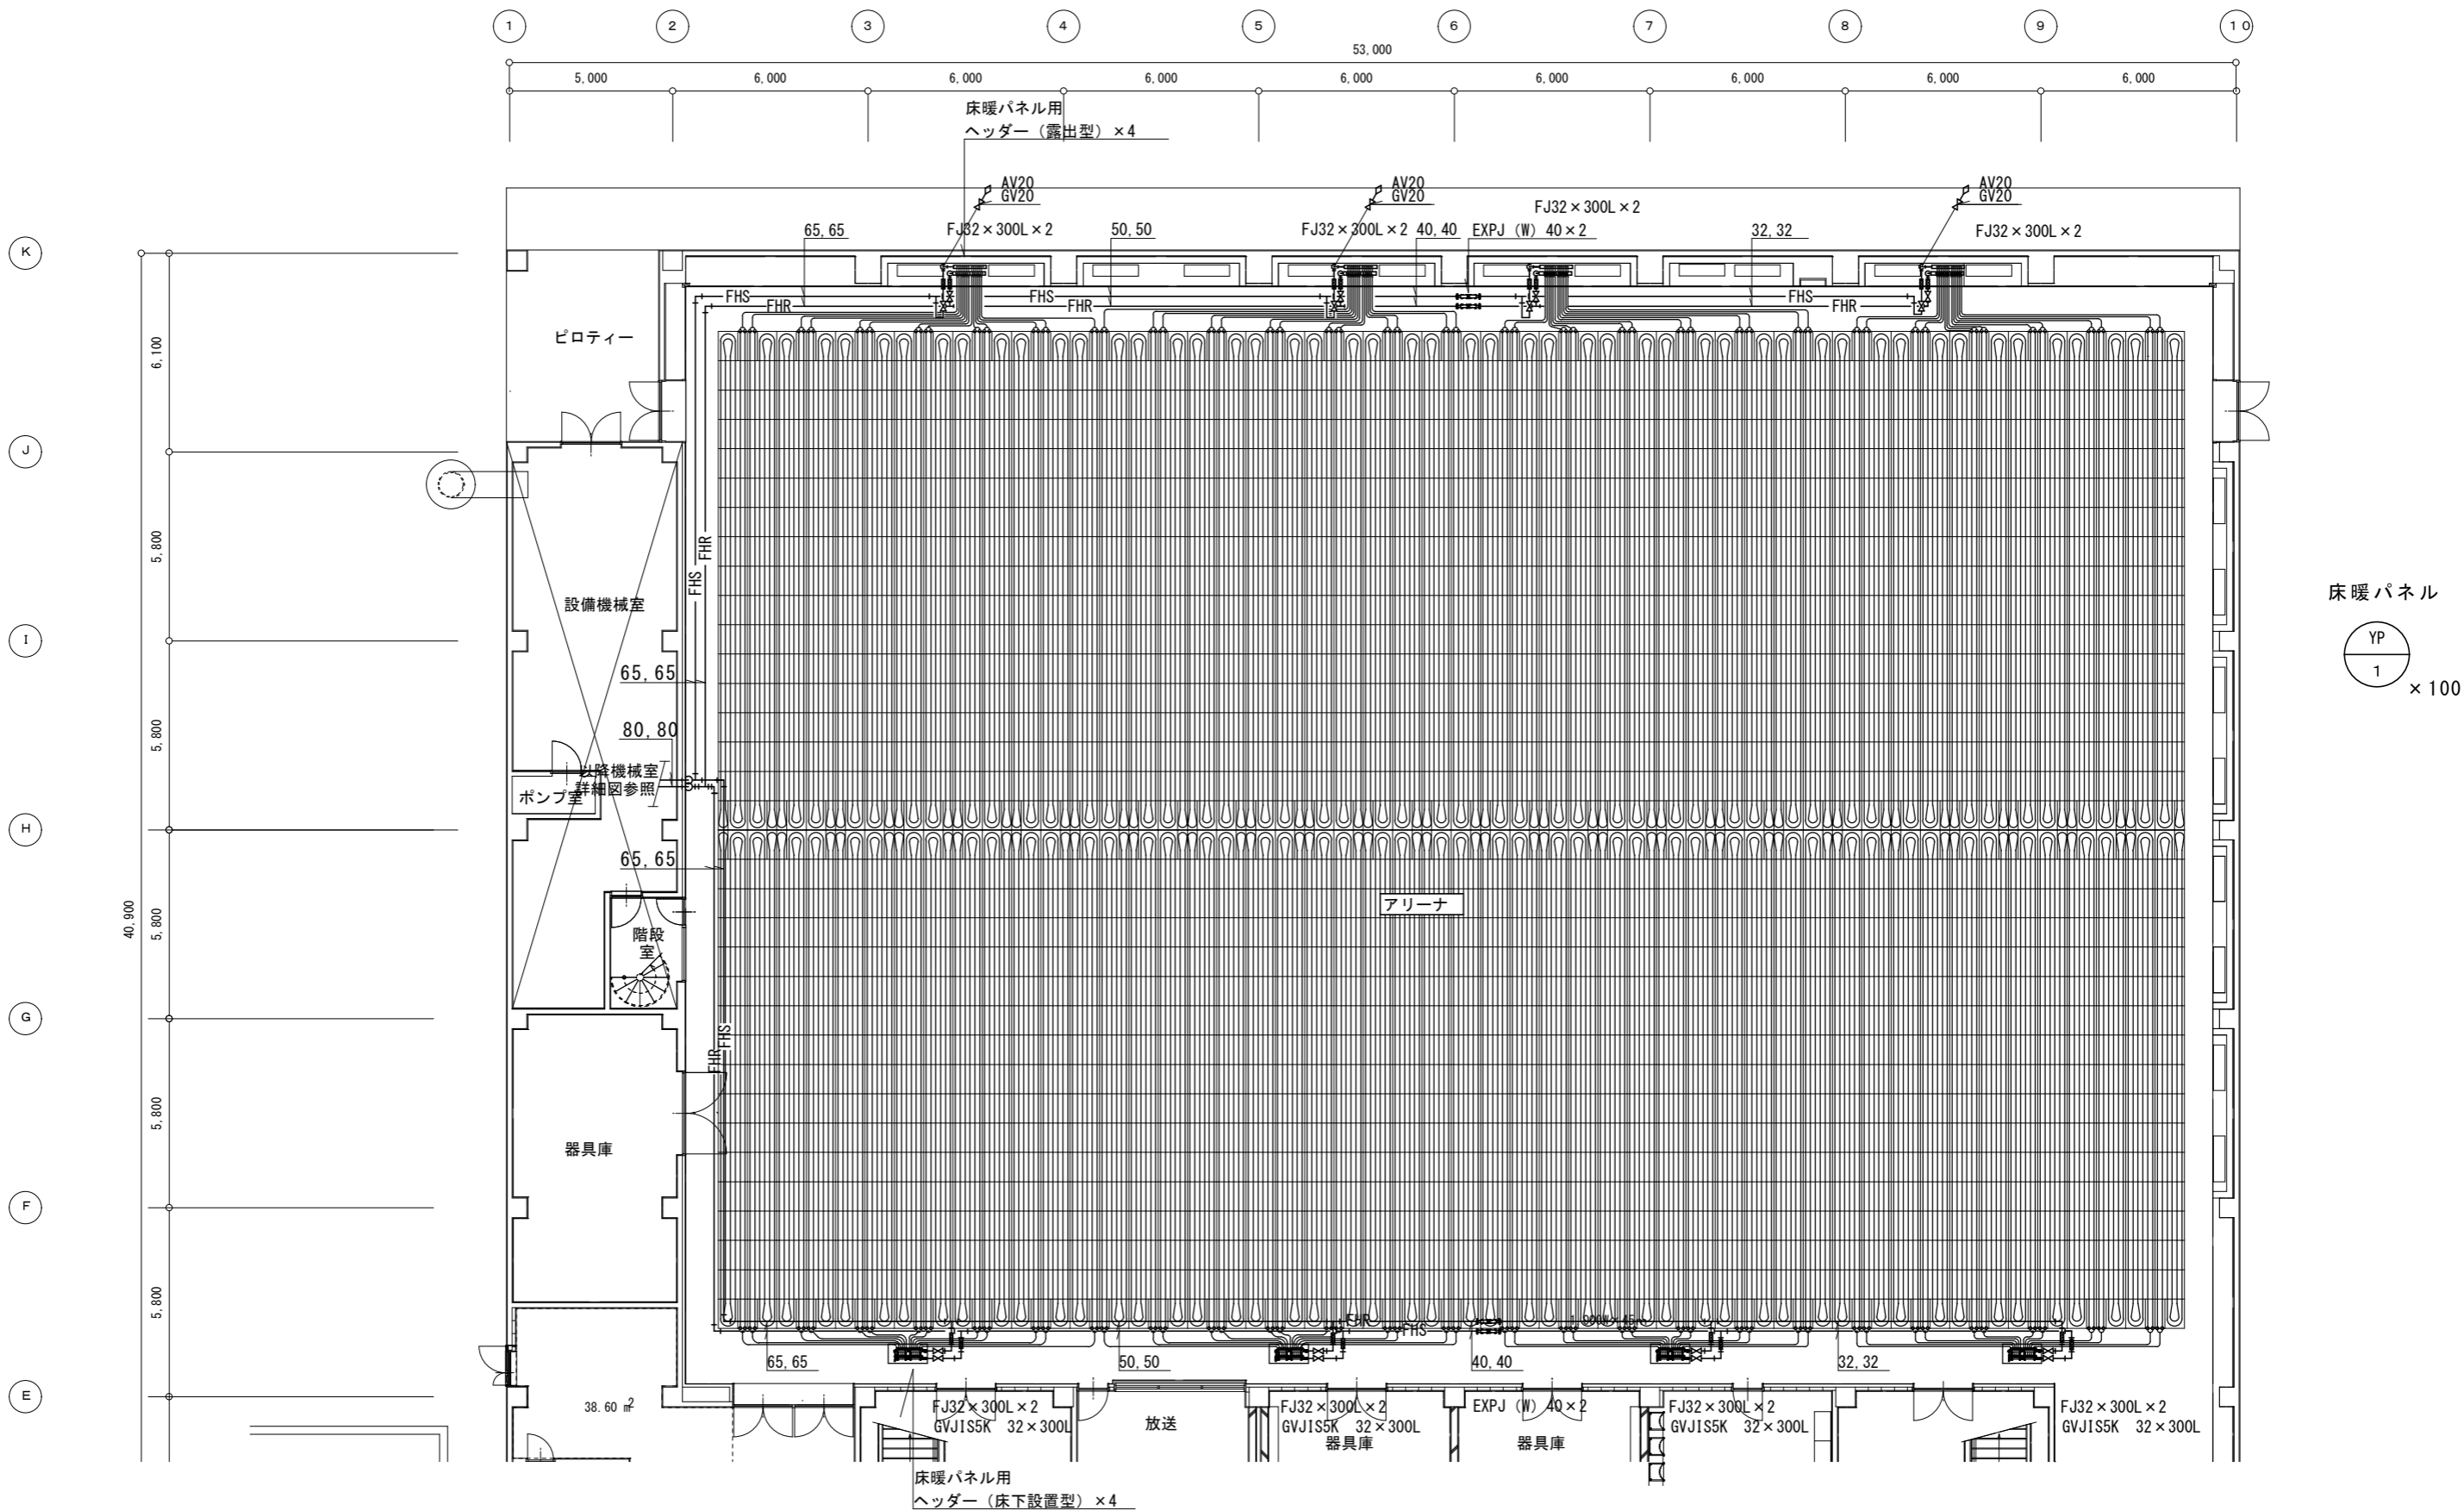 1 2 3 4 5 6 7 8 9 10
53,000
5,000 6,000 6,000 6,000 6,000 6,000 6,000 6,000 6,000
床暖パネル用
ヘッダー（露出型）×4
AV20
GV20
AV20
GV20
AV20
GV20
FJ32×300L×2
65,65
FJ32×300L×2
50,50
FJ32×300L×2
40,40
EXPJ（W）40×2
32,32
FJ32×300L×2
K
FHS
FHR
FHS
FHR
FHS
FHR
ピロティー
6,100
J
5,800
FHR
FHS
設備機械室
床暖パネル
YP
1
×100
I
65,65
5,800
80,80
以降機械室
詳細図参照
ポンプ室
H
65,65
アリーナ
40,900
5,800
階段
室
G
FHS
FHR
5,800
器具庫
F
5,800
FHR
FHS
65,65
50,50
40,40
32,32
E
38.60 ㎡
FJ32×300L×2
GVJIS5K 32×300L
放送
FJ32×300L×2
GVJIS5K 32×300L
器具庫
EXPJ（W）40×2
器具庫
FJ32×300L×2
GVJIS5K 32×300L
FJ32×300L×2
GVJIS5K 32×300L
床暖パネル用
ヘッダー（床下設置型）×4